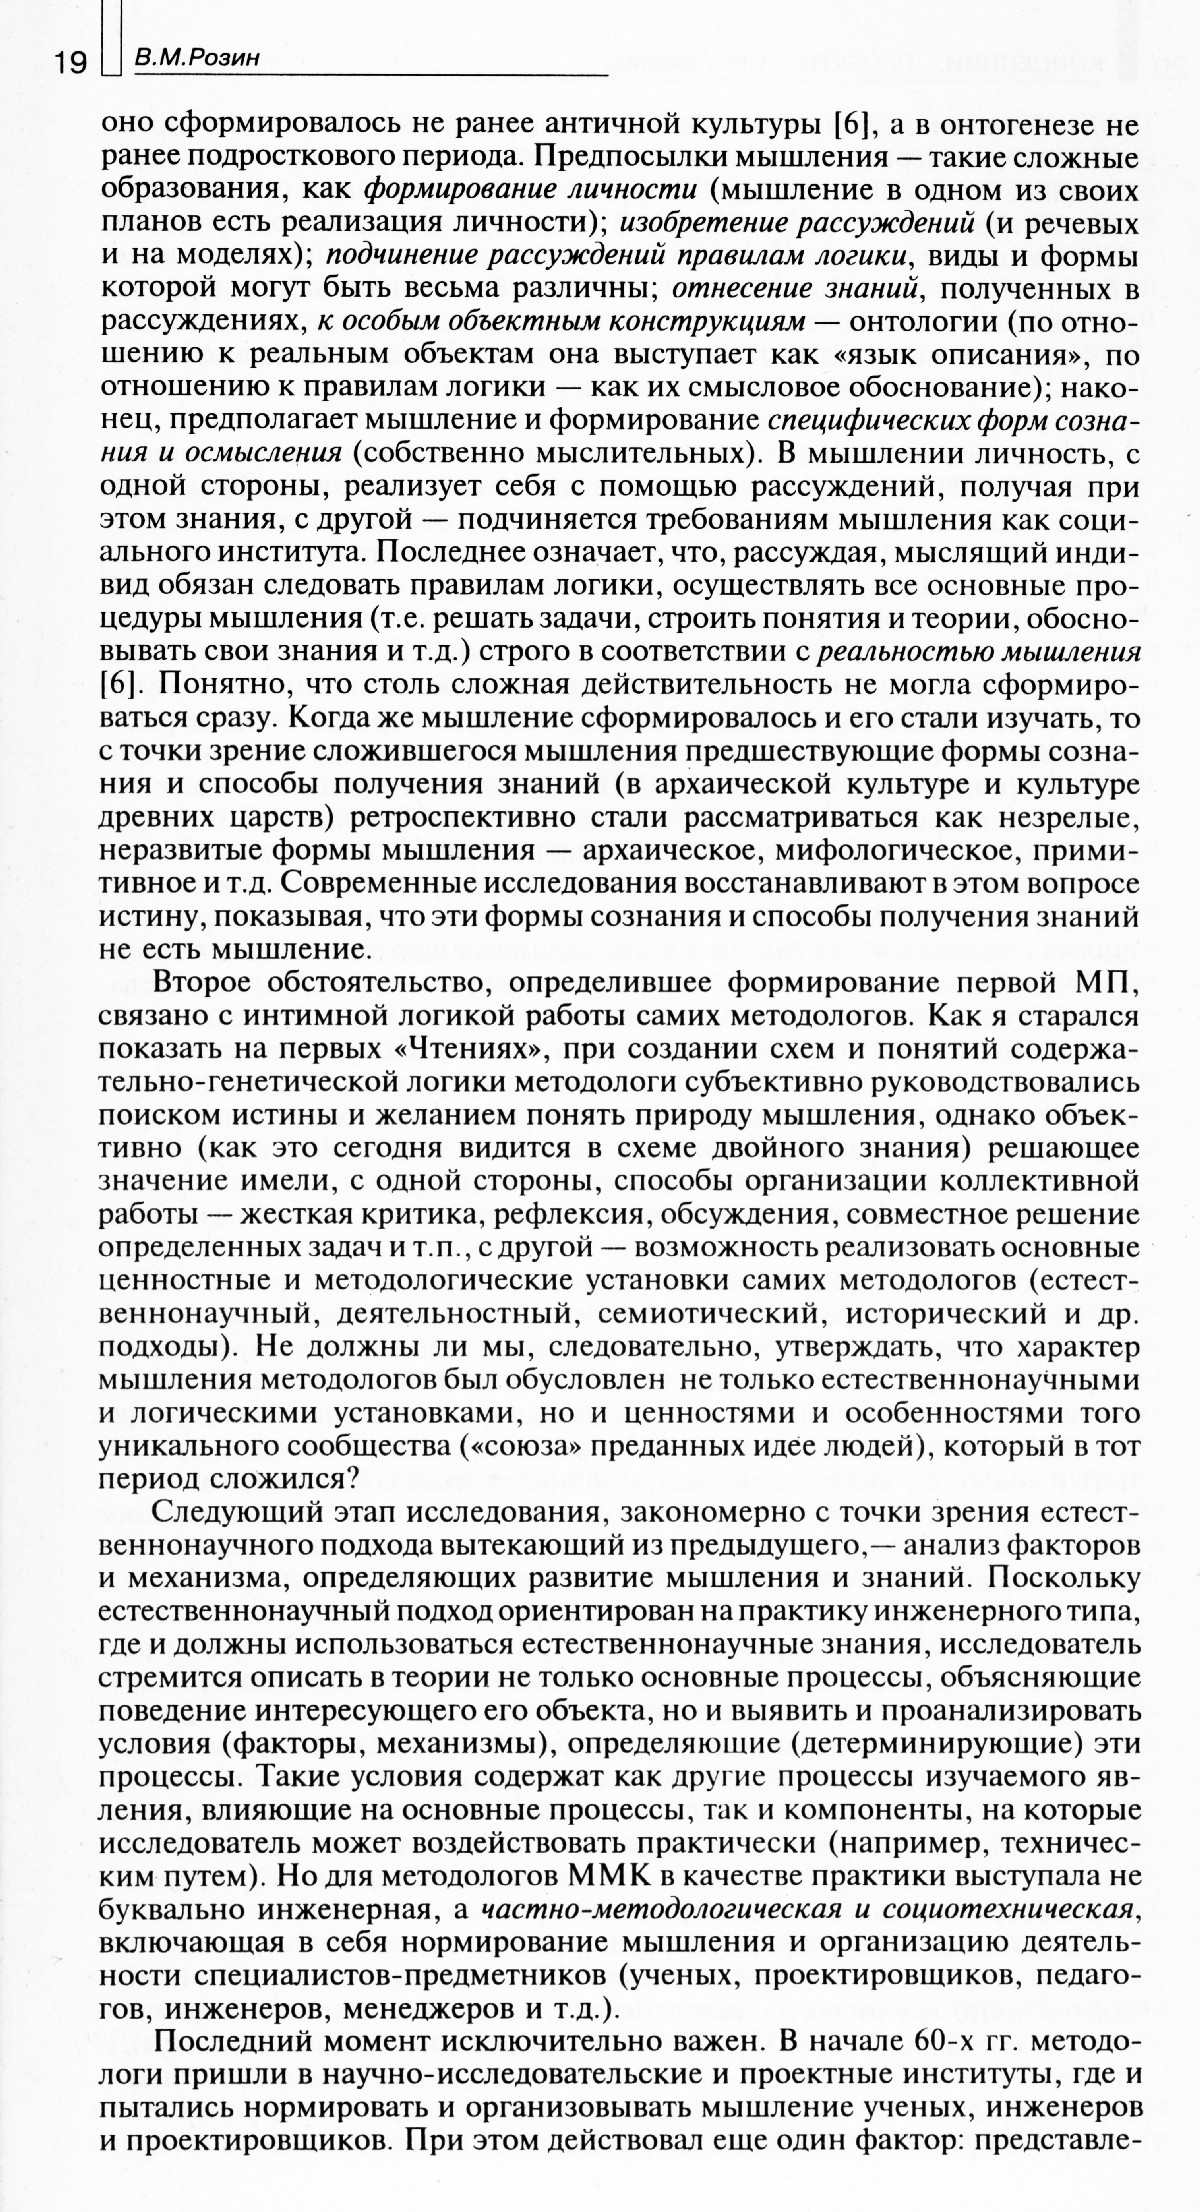 19
В.М.Розин
оно сформировалось не ранее античной культуры [6], а в онтогенезе не
ранее подросткового периода. Предпосылки мышления — такие сложные
образования, как формирование личности (мышление в одном из своих
планов есть реализация личности); изобретение рассуждений (и речевых
и на моделях); подчинение рассуждений правилам логики, виды и формы
которой могут быть весьма различны; отнесение знаний, полученных в
рассуждениях, к особым объектным конструкциям — онтологии (по отно-
шению к реальным объектам она выступает как «язык описания», по
отношению к правилам логики — как их смысловое обоснование); нако-
нец, предполагает мышление и формирование специфических форм созна-
ния и осмысления (собственно мыслительных). В мышлении личность, с
одной стороны, реализует себя с помощью рассуждений, получая при
этом знания, с другой — подчиняется требованиям мышления как соци-
ального института. Последнее означает, что, рассуждая, мыслящий инди-
вид обязан следовать правилам логики, осуществлять все основные про-
цедуры мышления (т.е. решать задачи, строить понятия и теории, обосно-
вывать свои знания и т.д.) строго в соответствии с реальностью мышления
[6]. Понятно, что столь сложная действительность не могла сформиро-
ваться сразу. Когда же мышление сформировалось и его стали изучать, то
с точки зрение сложившегося мышления предшествующие формы созна-
ния и способы получения знаний (в архаической культуре и культуре
древних царств) ретроспективно стали рассматриваться как незрелые,
неразвитые формы мышления — архаическое, мифологическое, прими-
тивное и т.д. Современные исследования восстанавливают в этом вопросе
истину, показывая, что эти формы сознания и способы получения знаний
не есть мышление.
Второе обстоятельство, определившее формирование первой МП,
связано с интимной логикой работы самих методологов. Как я старался
показать на первых «Чтениях», при создании схем и понятий содержа-
тельно-генетической логики методологи субъективно руководствовались
поиском истины и желанием понять природу мышления, однако объек-
тивно (как это сегодня видится в схеме двойного знания) решающее
значение имели, с одной стороны, способы организации коллективной
работы — жесткая критика, рефлексия, обсуждения, совместное решение
определенных задач и т.п., с другой — возможность реализовать основные
ценностные и методологические установки самих методологов (естест-
веннонаучный, деятельностный, семиотический, исторический и др.
подходы). Не должны ли мы, следовательно, утверждать, что характер
мышления методологов был обусловлен не только естественнонаучными
и логическими установками, но и ценностями и особенностями того
уникального сообщества («союза» преданных идее людей), который в тот
период сложился?
Следующий этап исследования, закономерно с точки зрения естест-
веннонаучного подхода вытекающий из предыдущего,— анализ факторов
и механизма, определяющих развитие мышления и знаний. Поскольку
естественнонаучный подход ориентирован на практику инженерного типа,
где и должны использоваться естественнонаучные знания, исследователь
стремится описать в теории не только основные процессы, объясняющие
поведение интересующего его объекта, но и выявить и проанализировать
условия (факторы, механизмы), определяющие (детерминирующие) эти
процессы. Такие условия содержат как другие процессы изучаемого яв-
ления, влияющие на основные процессы, так и компоненты, на которые
исследователь может воздействовать практически (например, техничес-
ким путем). Но для методологов ММК в качестве практики выступала не
буквально инженерная, а частно-методологическая и социотехническая,
включающая в себя нормирование мышления и организацию деятель-
ности специалистов-предметников (ученых, проектировщиков, педаго-
гов, инженеров, менеджеров и т.д.).
Последний момент исключительно важен. В начале 60-х гг. методо-
логи пришли в научно-исследовательские и проектные институты, где и
пытались нормировать и организовывать мышление ученых, инженеров
и проектировщиков. При этом действовал еще один фактор: представле-